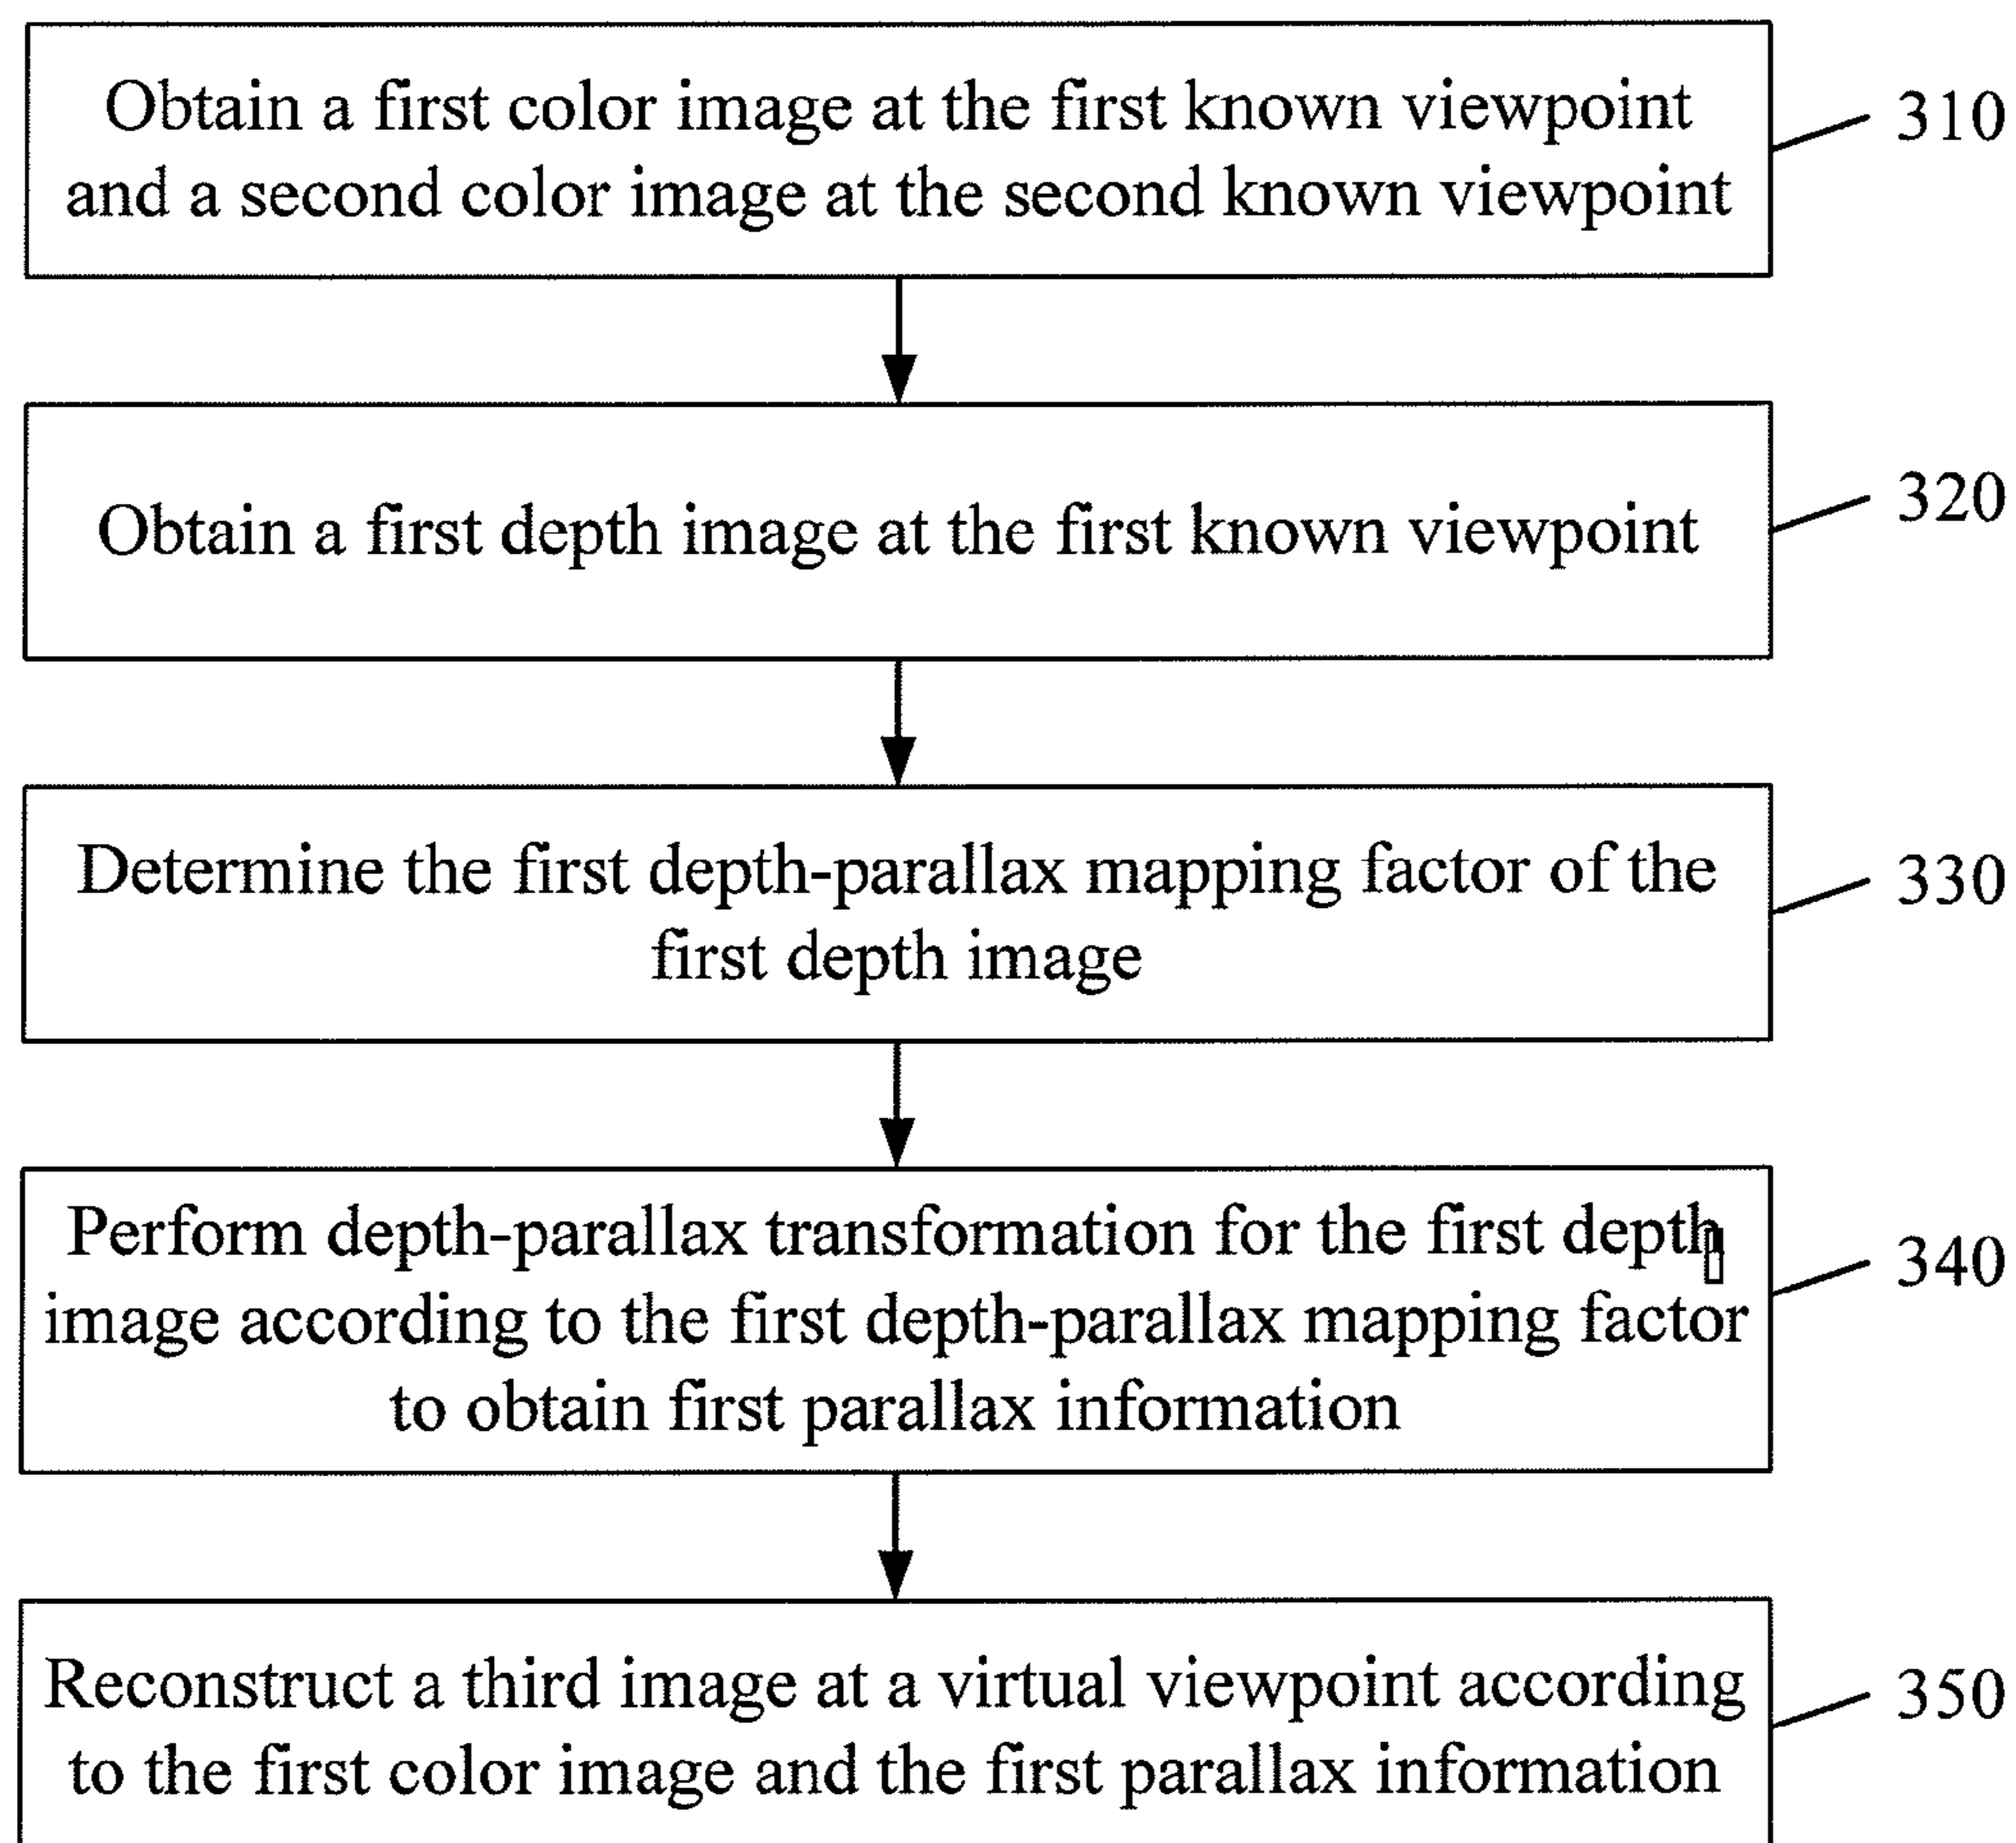 Obtain a first color image at the first known viewpoint
and a second color image at the second known viewpoint
310
Obtain a first depth image at the first known viewpoint
320
Determine the first depth-parallax mapping factor of the
first depth image
330
Perform depth-parallax transformation for the first depth
image according to the first depth-parallax mapping factor
to obtain first parallax information
340
Reconstruct a third image at a virtual viewpoint according
to the first color image and the first parallax information
350